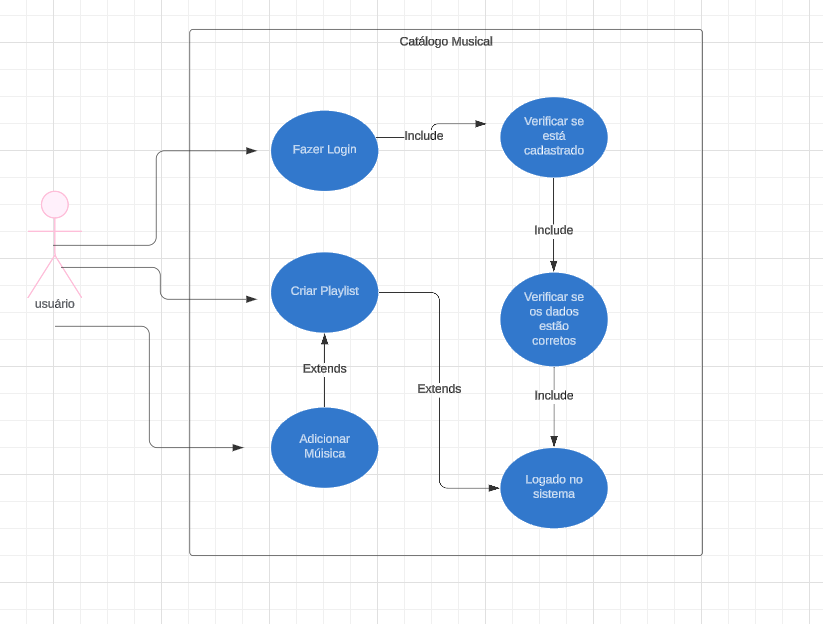 Catálogo Musical
Fazer Login
Include
Verificar se
está
cadastrado
Include
usuário
Criar Playlist
Verificar se
os dados
estão
corretos
Extends
Extends
Include
Adicionar
Múisica
Logado no
sistema